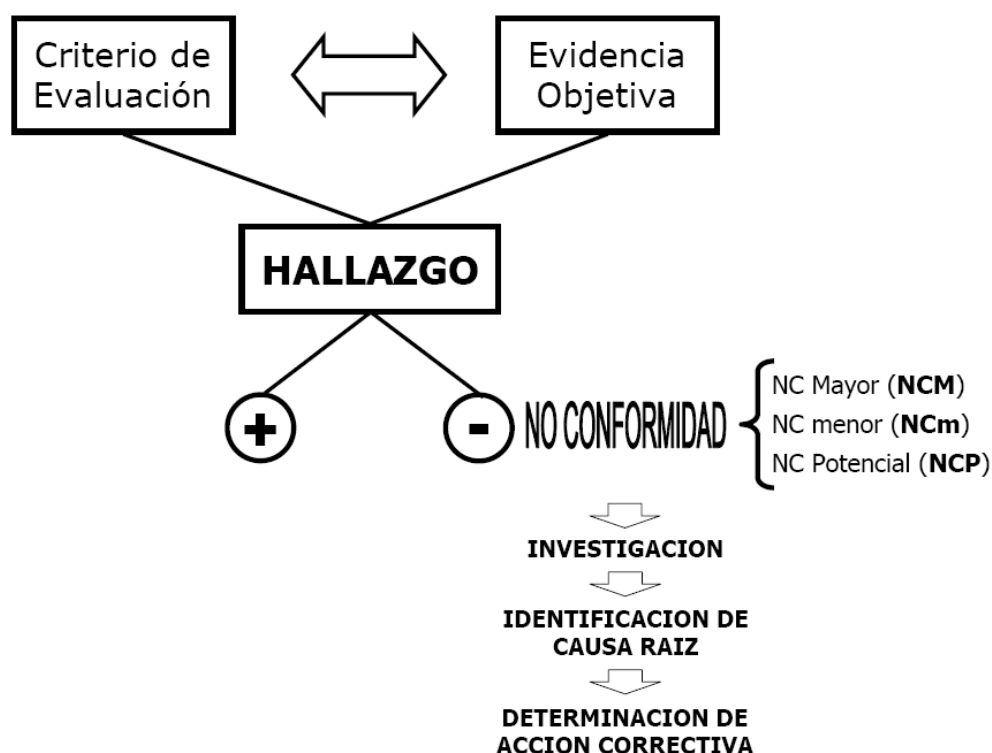 Criterio de
Evaluación
Evidencia
Objetiva
HALLAZGO
+
-
NO CONFORMIDAD
NC Mayor (NCM)
NC menor (NCm)
NC Potencial (NCP)
INVESTIGACION
IDENTIFICACION DE
CAUSA RAIZ
DETERMINACION DE
ACCION CORRECTIVA